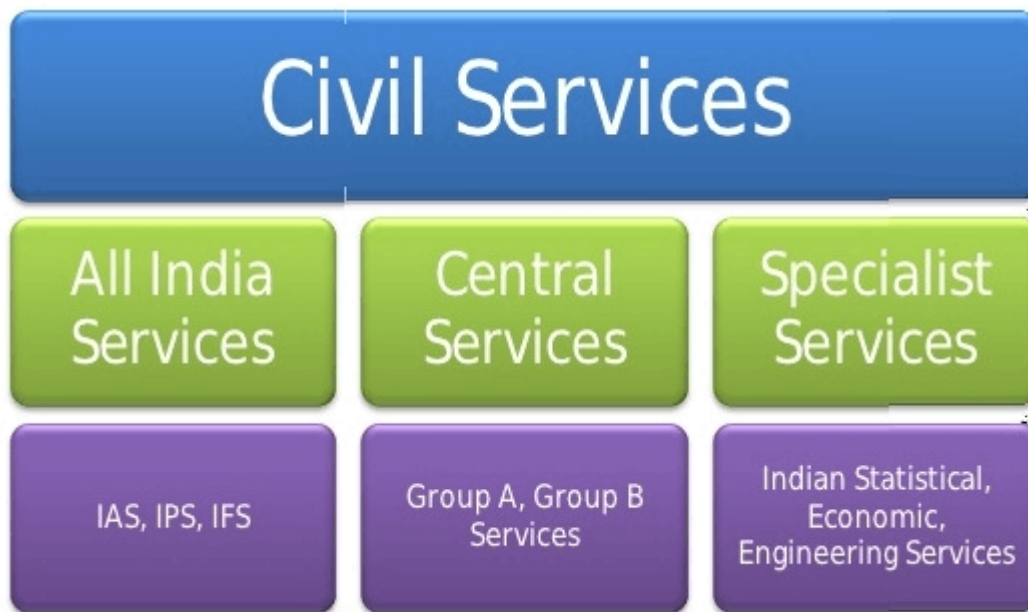 Civil Services
All India
Services
Central
Services
Specialist
Services
IAS, IPS, IFS
Group A, Group B
Services
Indian Statistical,
Economic,
Engineering Services